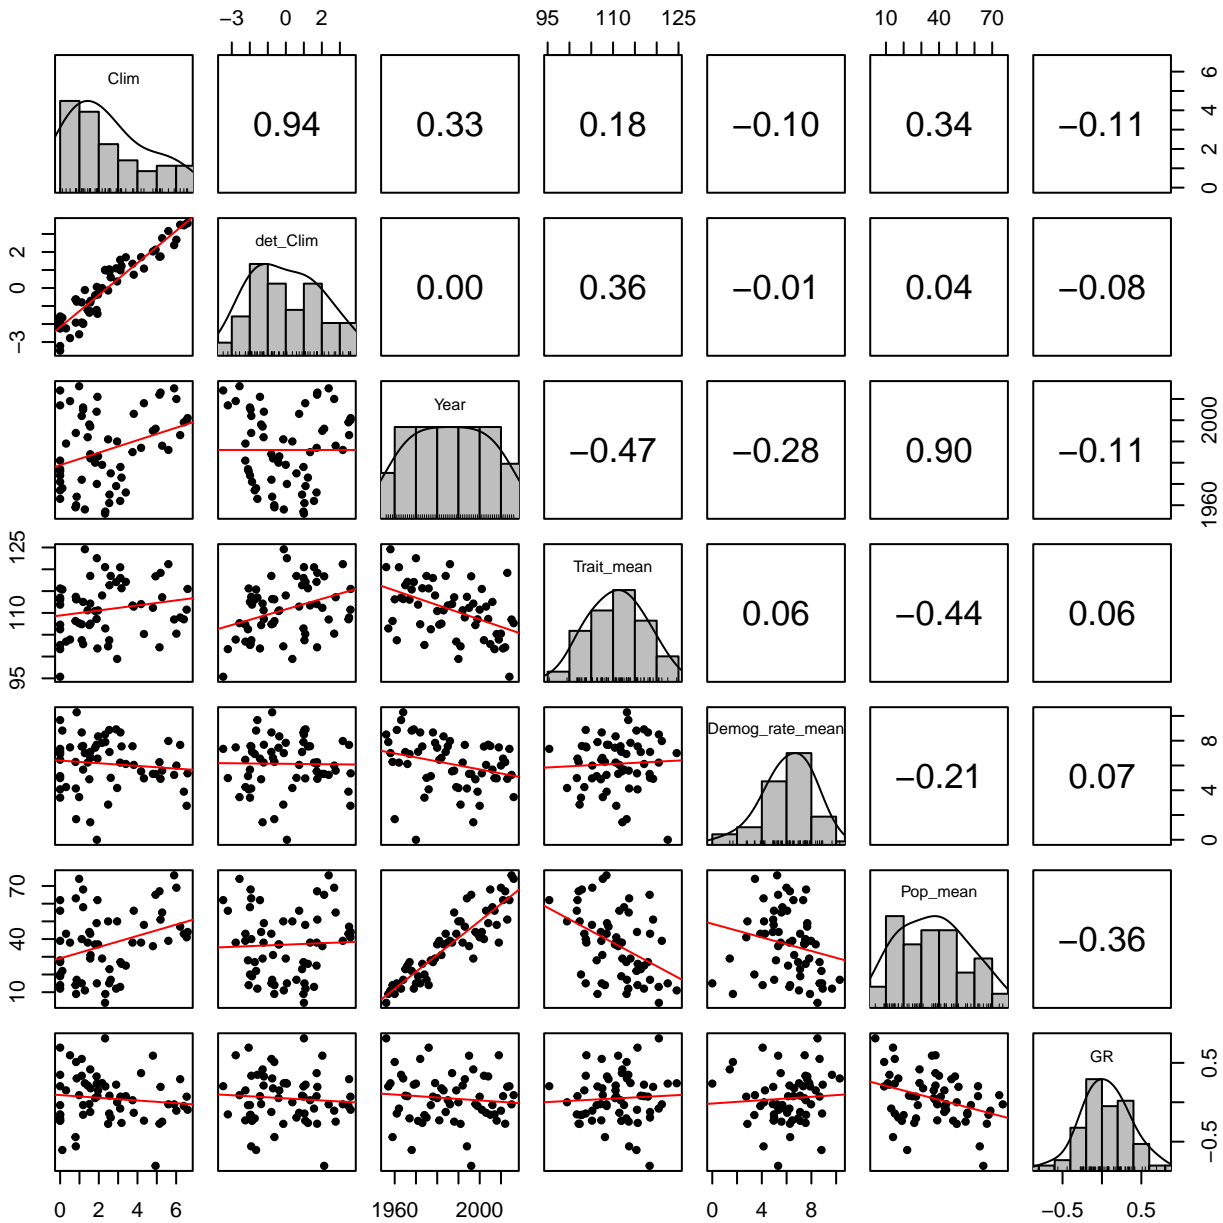 −3 0 2 95 110 125 10 40 70
Clim 0.94 0.33 0.18 −0.10 0.34 −0.11 0 2 4 6
−3 0 2 det_Clim 0.00 0.36 −0.01 0.04 −0.08
Year −0.47 −0.28 0.90 −0.11 1960 2000
95 110 125 Trait_mean 0.06 −0.44 0.06
Demog_rate_mean −0.21 0.07 0 4 8
10 40 70 Pop_mean −0.36
GR −0.5 0.5
0 2 4 6 1960 2000 0 4 8 −0.5 0.5